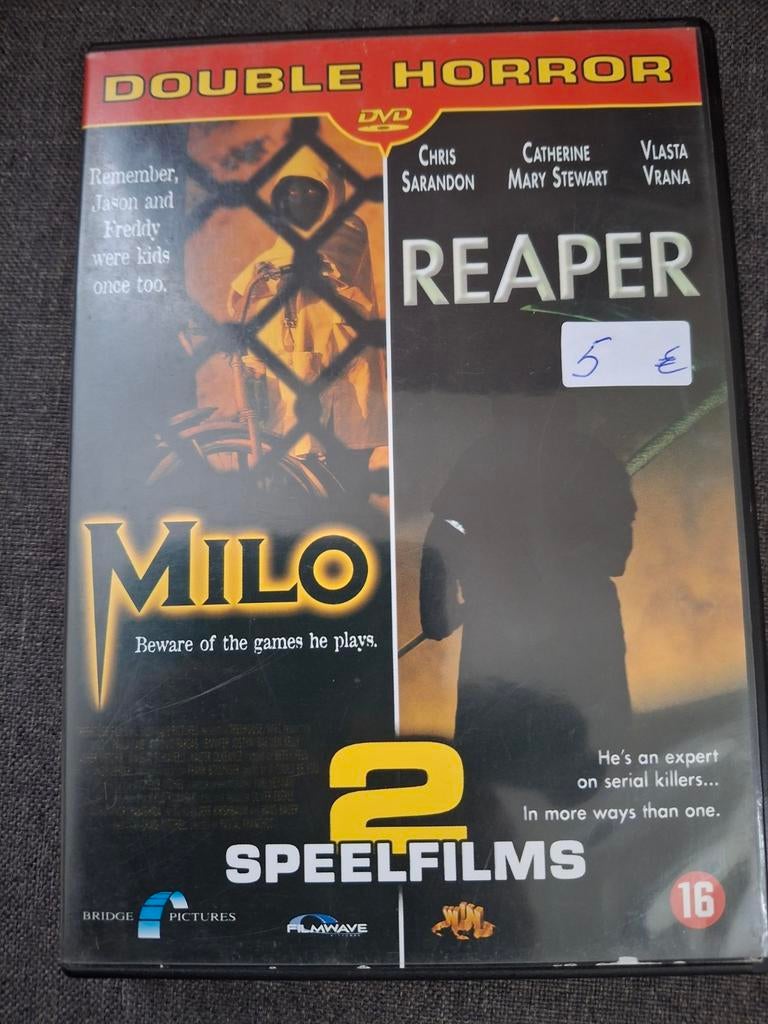 DOUBLE HORROR
DVD
Remember,
Jason and
Freddy
were kids
once too.
MILO
Beware of the games he plays.
CHRIS
SARANDON
CATHERINE
MARY STEWART
VLASTA
VRANA
REAPER
5 €
He's an expert
on serial killers...
In more ways than one.
2
SPEELFILMS
BRIDGE PICTURES
FILMWAVE
PICTURES
16